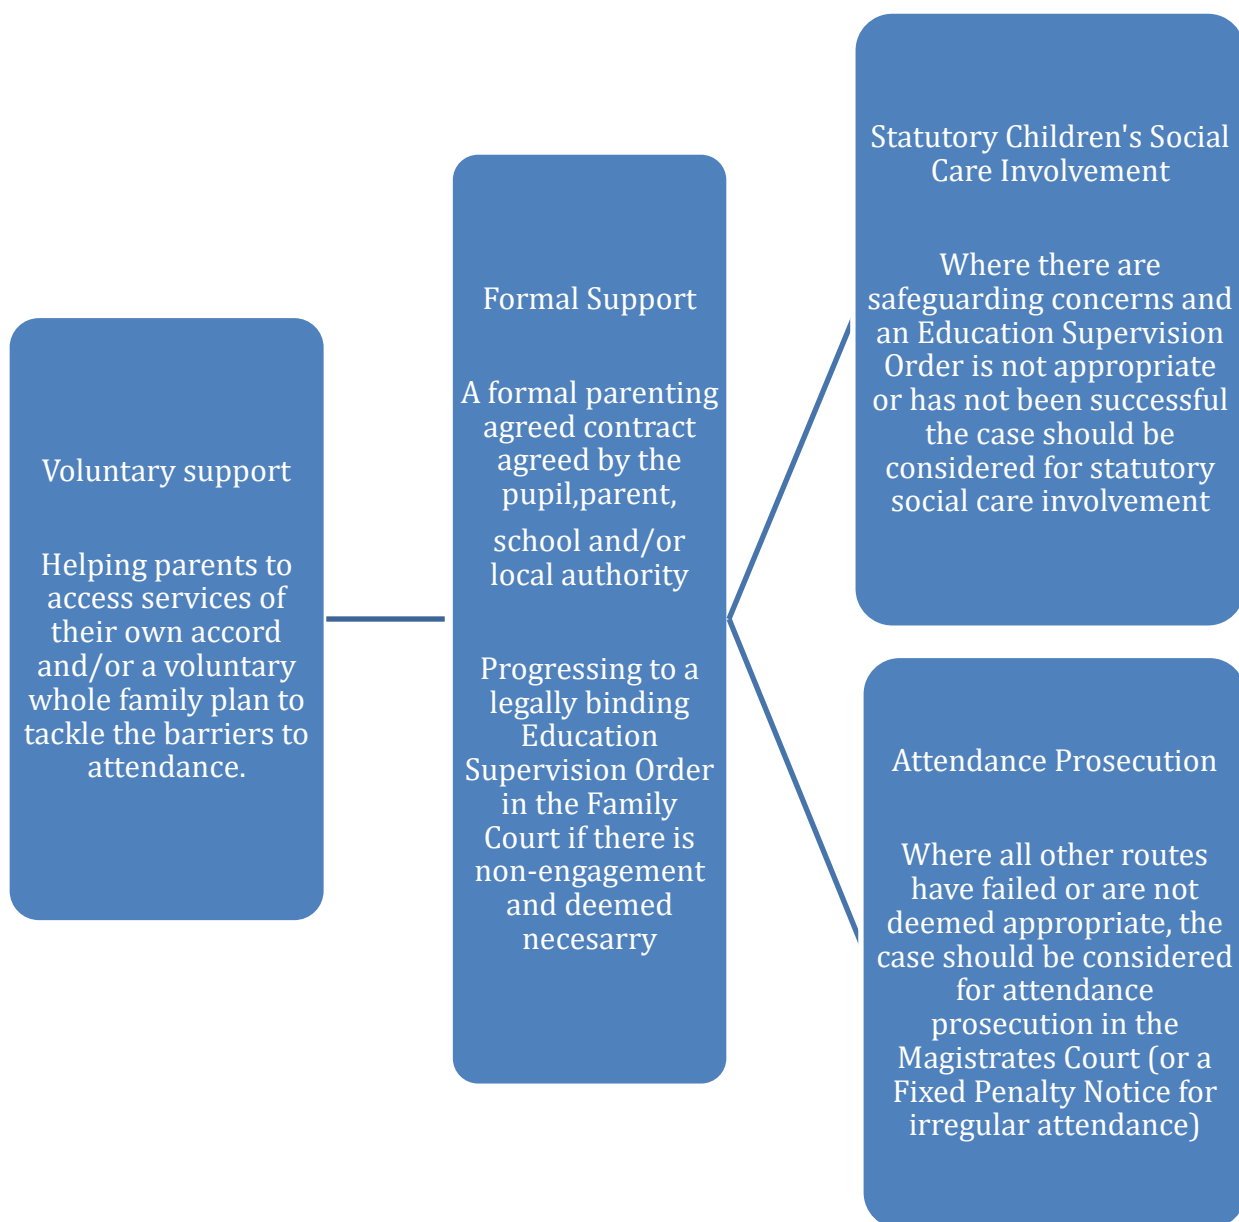 Voluntary support
Helping parents to
access services of
their own accord
and/or a voluntary
whole family plan to
tackle the barriers to
attendance.
Formal Support
A formal parenting
agreed contract
agreed by the
pupil,parent,
school and/or
local authority
Progressing to a
legally binding
Education
Supervision Order
in the Family
Court if there is
non-engagement
and deemed
necesarry
Statutory Children's Social
Care Involvement
Where there are
safeguarding concerns and
an Education Supervision
Order is not appropriate
or has not been successful
the case should be
considered for statutory
social care involvement
Attendance Prosecution
Where all other routes
have failed or are not
deemed appropriate, the
case should be considered
for attendance
prosecution in the
Magistrates Court (or a
Fixed Penalty Notice for
irregular attendance)